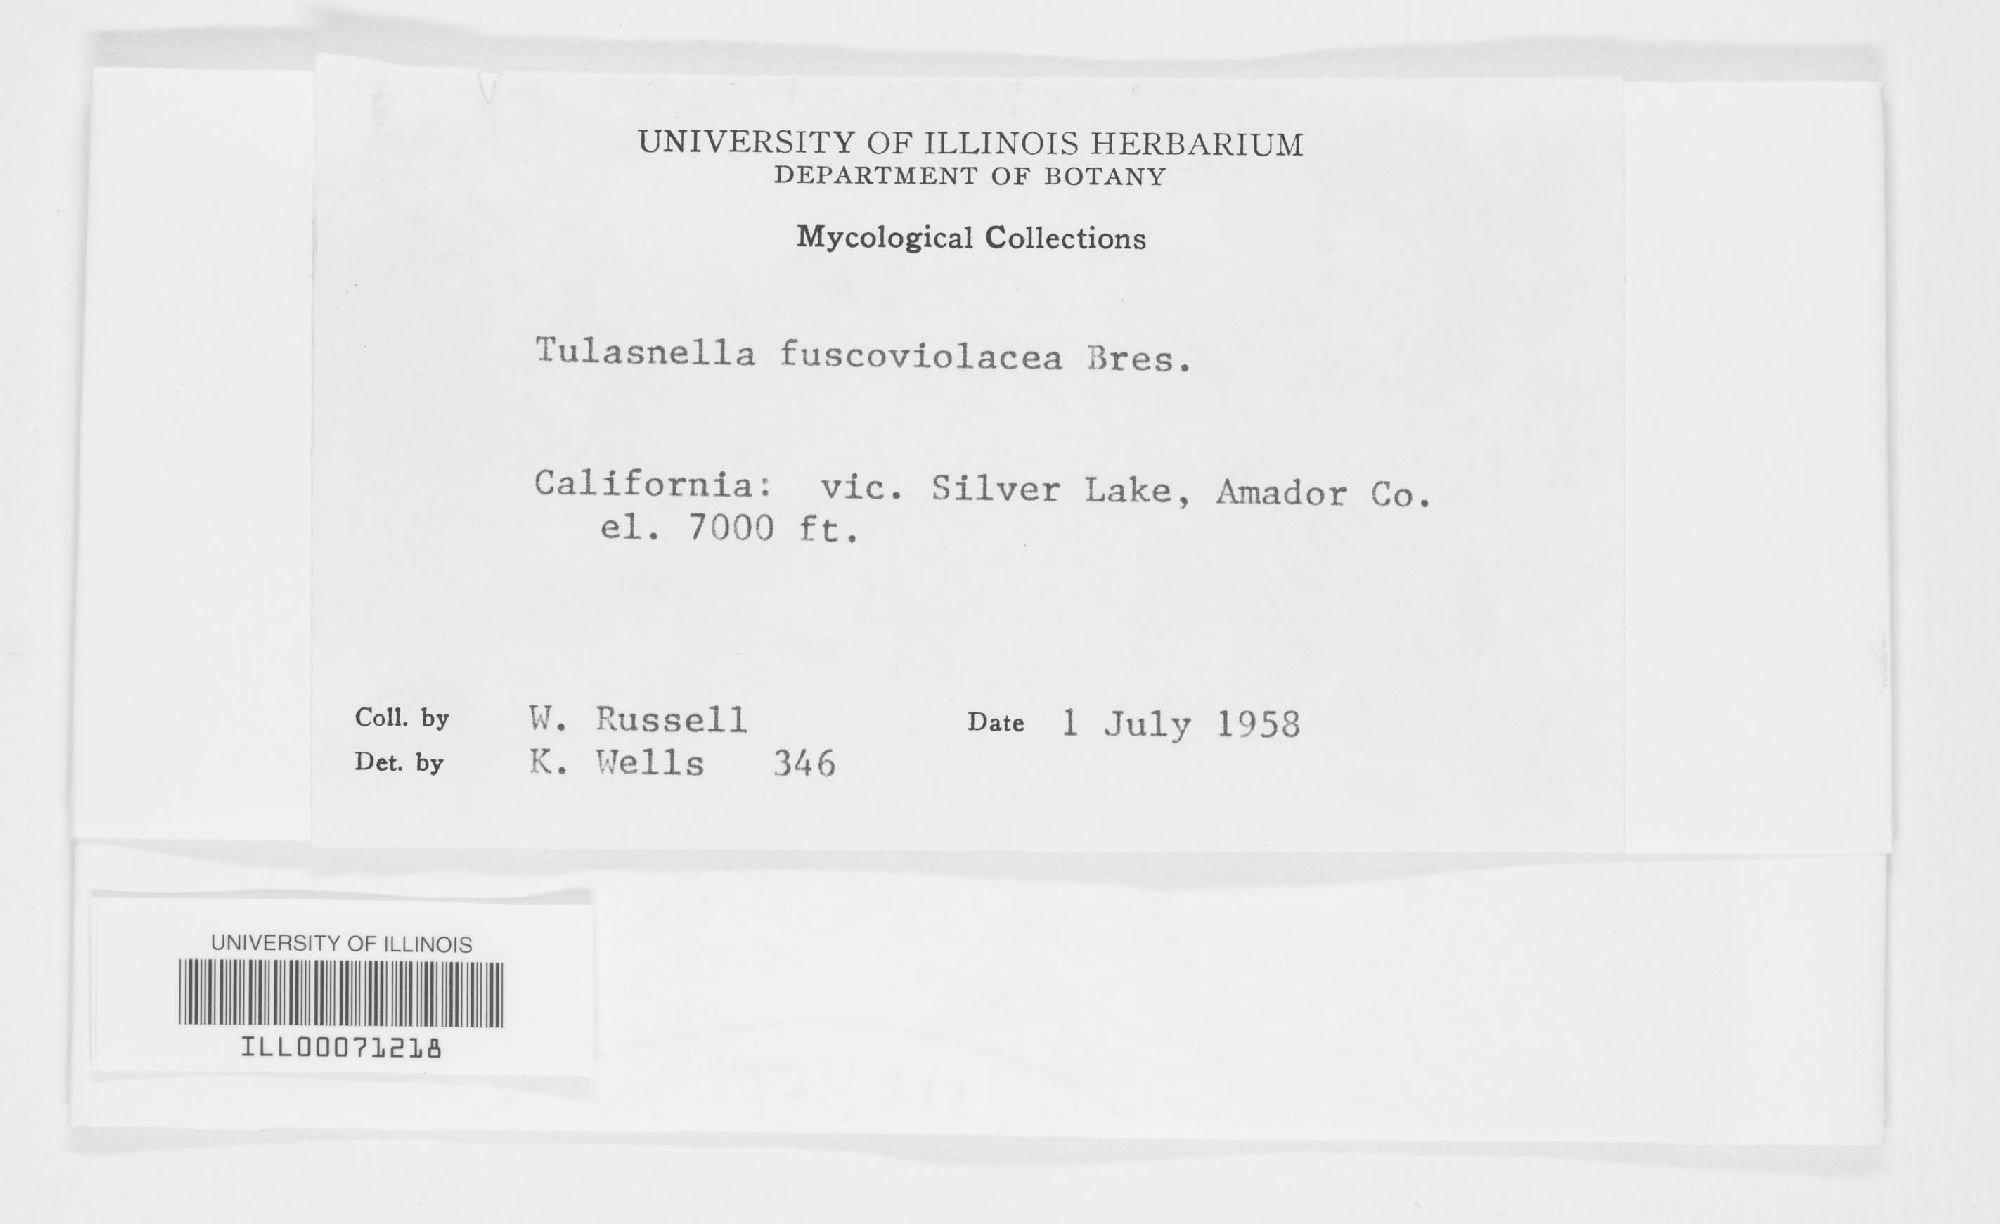 UNIVERSITY OF ILLINOIS HERBARIUM
DEPARTMENT OF BOTANY
Mycological Collections
Tulasnella fuscoviolacea Bres.
California: vic. Silver Lake, Amador Co.
el. 7000 ft.
Coll. by W. Russell Date 1 July 1958
Det. by K. Wells 346
UNIVERSITY OF ILLINOIS
ILL00071218